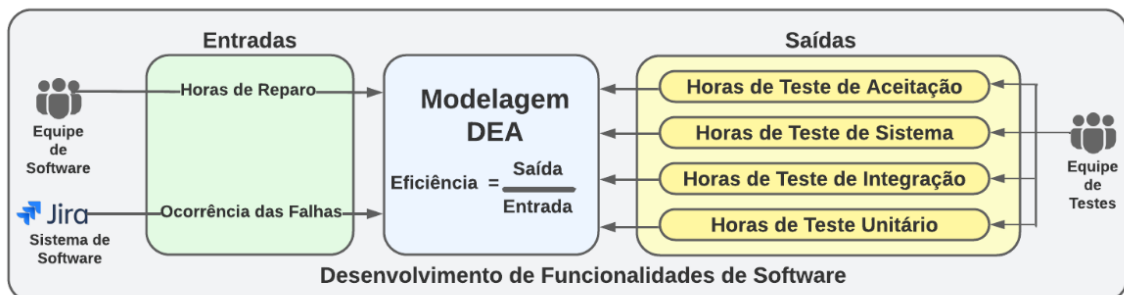 Entradas
Saídas
Horas de Reparo
Equipe
de
Software
Jira
Sistema de
Software
Ocorrência das Falhas
Modelagem
DEA
Eficiência = Saída
Entrada
Horas de Teste de Aceitação
Horas de Teste de Sistema
Horas de Teste de Integração
Horas de Teste Unitário
Equipe
de
Testes
Desenvolvimento de Funcionalidades de Software